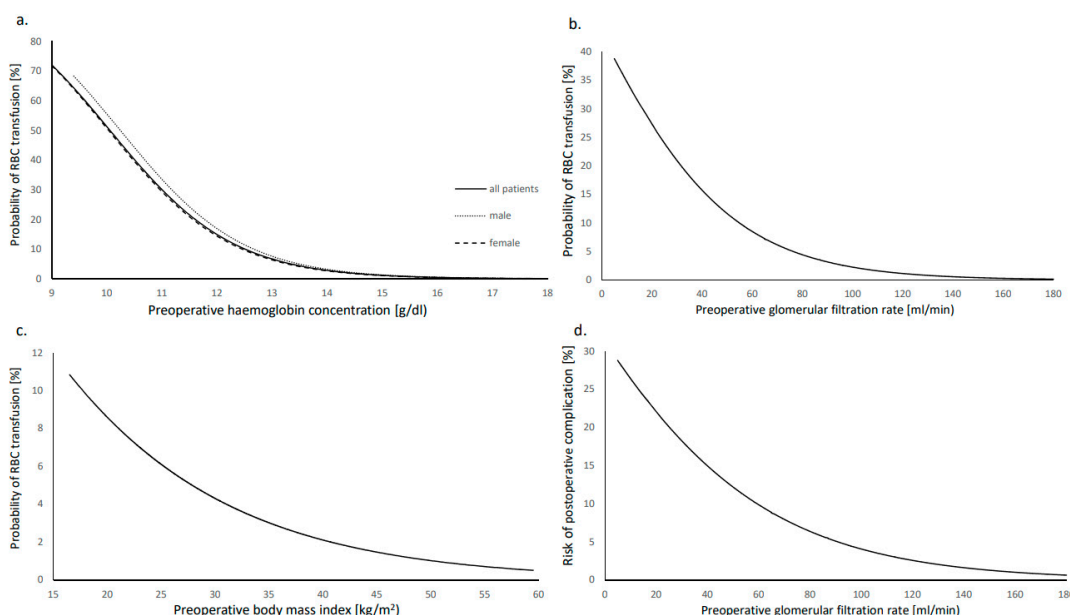 a.
Probability of RBC transfusion [%]
80
70
60
50
40
30
20
10
0
9 10 11 12 13 14 15 16 17 18
Preoperative haemoglobin concentration [g/dl]
all patients
male
female
b.
Probability of RBC transfusion [%]
40
35
30
25
20
15
10
5
0
0 20 40 60 80 100 120 140 160 180
Preoperative glomerular filtration rate [ml/min)
c.
Probability of RBC transfusion [%]
12
10
8
6
4
2
0
15 20 25 30 35 40 45 50 55 60
Preoperative body mass index [kg/m²]
d.
Risk of postoperative complication [%]
30
25
20
15
10
5
0
0 20 40 60 80 100 120 140 160 180
Preoperative glomerular filtration rate [ml/min)